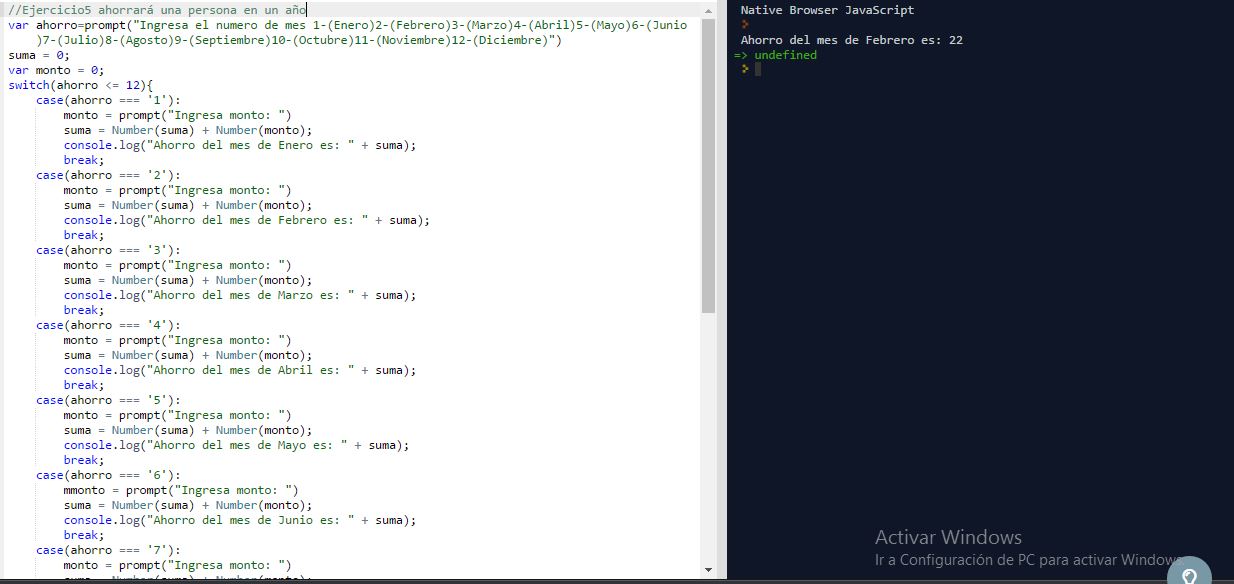 //Ejercicio5 ahorrará una persona en un año
var ahorro=prompt("Ingresa el numero de mes 1-(Enero)2-(Febrero)3-(Marzo)4-(Abril)5-(Mayo)6-(Junio
)7-(Julio)8-(Agosto)9-(Septiembre)10-(Octubre)11-(Noviembre)12-(Diciembre)")
suma = 0;
var monto = 0;
switch(ahorro <= 12){
case(ahorro === '1'):
monto = prompt("Ingresa monto: ")
suma = Number(suma) + Number(monto);
console.log("Ahorro del mes de Enero es: " + suma);
break;
case(ahorro === '2'):
monto = prompt("Ingresa monto: ")
suma = Number(suma) + Number(monto);
console.log("Ahorro del mes de Febrero es: " + suma);
break;
case(ahorro === '3'):
monto = prompt("Ingresa monto: ")
suma = Number(suma) + Number(monto);
console.log("Ahorro del mes de Marzo es: " + suma);
break;
case(ahorro === '4'):
monto = prompt("Ingresa monto: ")
suma = Number(suma) + Number(monto);
console.log("Ahorro del mes de Abril es: " + suma);
break;
case(ahorro === '5'):
monto = prompt("Ingresa monto: ")
suma = Number(suma) + Number(monto);
console.log("Ahorro del mes de Mayo es: " + suma);
break;
case(ahorro === '6'):
mmonto = prompt("Ingresa monto: ")
suma = Number(suma) + Number(monto);
console.log("Ahorro del mes de Junio es: " + suma);
break;
case(ahorro === '7'):
monto = prompt("Ingresa monto: ")
suma = Number(suma) + Number(monto);
Native Browser JavaScript
Ahorro del mes de Febrero es: 22
=> undefined
Activar Windows
Ir a Configuración de PC para activar Windows.